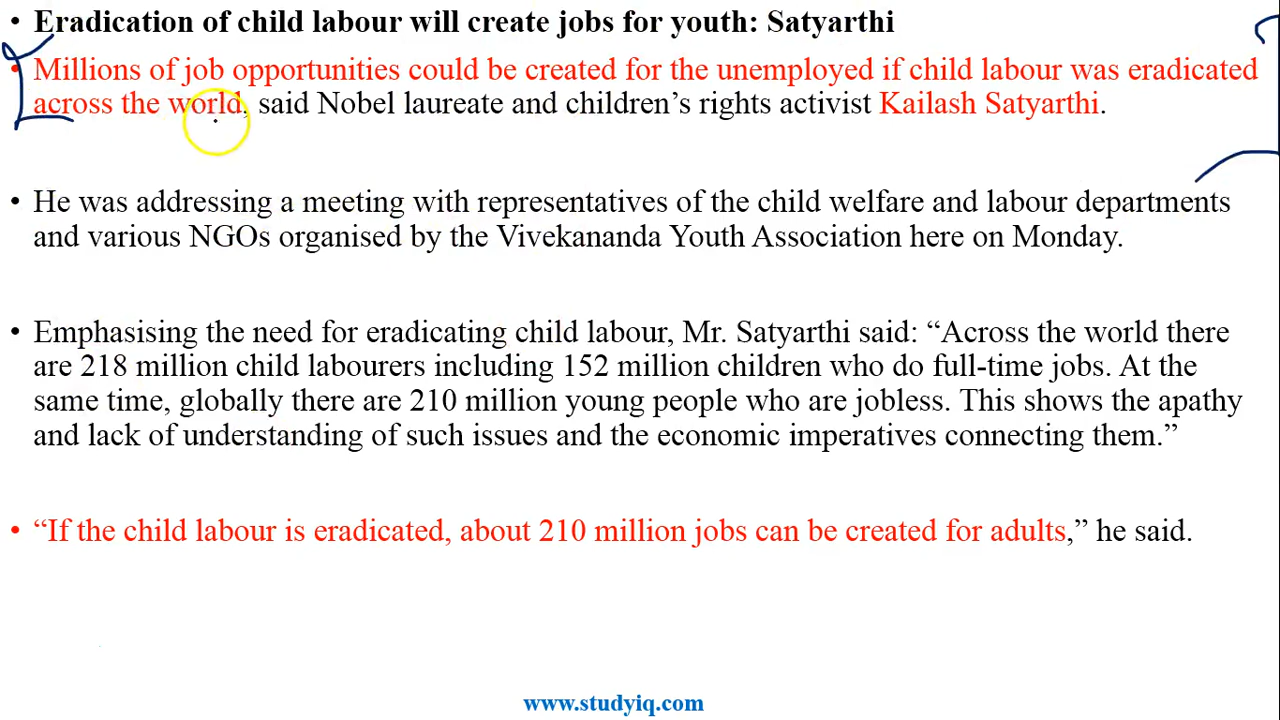 • Eradication of child labour will create jobs for youth: Satyarthi
• Millions of job opportunities could be created for the unemployed if child labour was eradicated
across the world, said Nobel laureate and children’s rights activist Kailash Satyarthi.
• He was addressing a meeting with representatives of the child welfare and labour departments
and various NGOs organised by the Vivekananda Youth Association here on Monday.
• Emphasising the need for eradicating child labour, Mr. Satyarthi said: “Across the world there
are 218 million child labourers including 152 million children who do full-time jobs. At the
same time, globally there are 210 million young people who are jobless. This shows the apathy
and lack of understanding of such issues and the economic imperatives connecting them.”
• “If the child labour is eradicated, about 210 million jobs can be created for adults,” he said.
www.studyiq.com